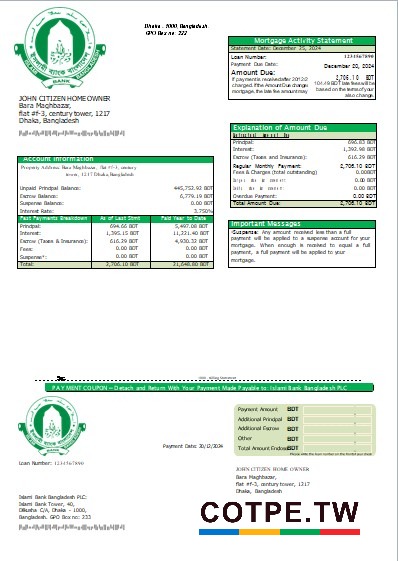 Dhaka - 1000, Bangladesh.
GPO Box no: 233
Mortgage Activity Statement
Statement Date: December 25, 2024
Loan Number: 1234567890
Payment Due Date: December 20, 2024
Amount Due: 2,706.10 BDT
If payment is received after 2012/2
charged. If the Amount Due change
mortgage, the late fee amount may
104.49 BDT late fee will be
based on the terms of your
also change.
JOHN CITIZEN HOME OWNER
Bara Maghbazar,
flat #f-3, century tower, 1217
Dhaka, Bangladesh
Explanation of Amount Due
Principal: 696.83 BDT
Interest: 1,392.98 BDT
Escrow (Taxes and Insurance): 616.29 BDT
Regular Monthly Payment: 2,706.10 BDT
Fees & Charges (total outstanding) 0.00BDT
0.00 BDT
0.00 BDT
Overdue Payment: 0.00 BDT
Total Amount Due: 2,706.10 BDT
Account Information
Property Address: Bara Maghbazar, flat #f-3, century
tower, 1217 Dhaka, Bangladesh
Unpaid Principal Balance: 445,752.92 BDT
Escrow Balance: 6,779.19 BDT
Suspense Balance: 0.00 BDT
Interest Rate: 3.750%
Past Payments Breakdown As of Last Stmt Paid Year to Date
Principal: 694.66 BDT 5,497.08 BDT
Interest: 1,395.15 BDT 11,221.40 BDT
Escrow (Taxes & Insurance): 616.29 BDT 4,930.32 BDT
Fees: 0.00 BDT 0.00 BDT
Suspense*: 0.00 BDT 0.00 BDT
Total: 2,706.10 BDT 21,648.80 BDT
Important Messages
*Suspense: Any amount received less than a full
payment will be applied to a suspense account for your
mortgage. When enough is received to equal a full
payment, a full payment will be applied to your
mortgage.
PAYMENT COUPON – Detach and Return With Your Payment Made Payable to: Islami Bank Bangladesh PLC
Payment Amount BDT
Additional Principal BDT
Additional Escrow BDT
Other BDT
Total Amount Enclosed BDT
Payment Date: 20/12/2024
Loan Number: 1234567890
JOHN CITIZEN HOME OWNER
Bara Maghbazar,
flat #f-3, century tower, 1217
Dhaka, Bangladesh
Islami Bank Bangladesh PLC:
Islami Bank Tower, 40,
Dilkusha C/A, Dhaka - 1000,
Bangladesh. GPO Box no: 233
COTPE.TW